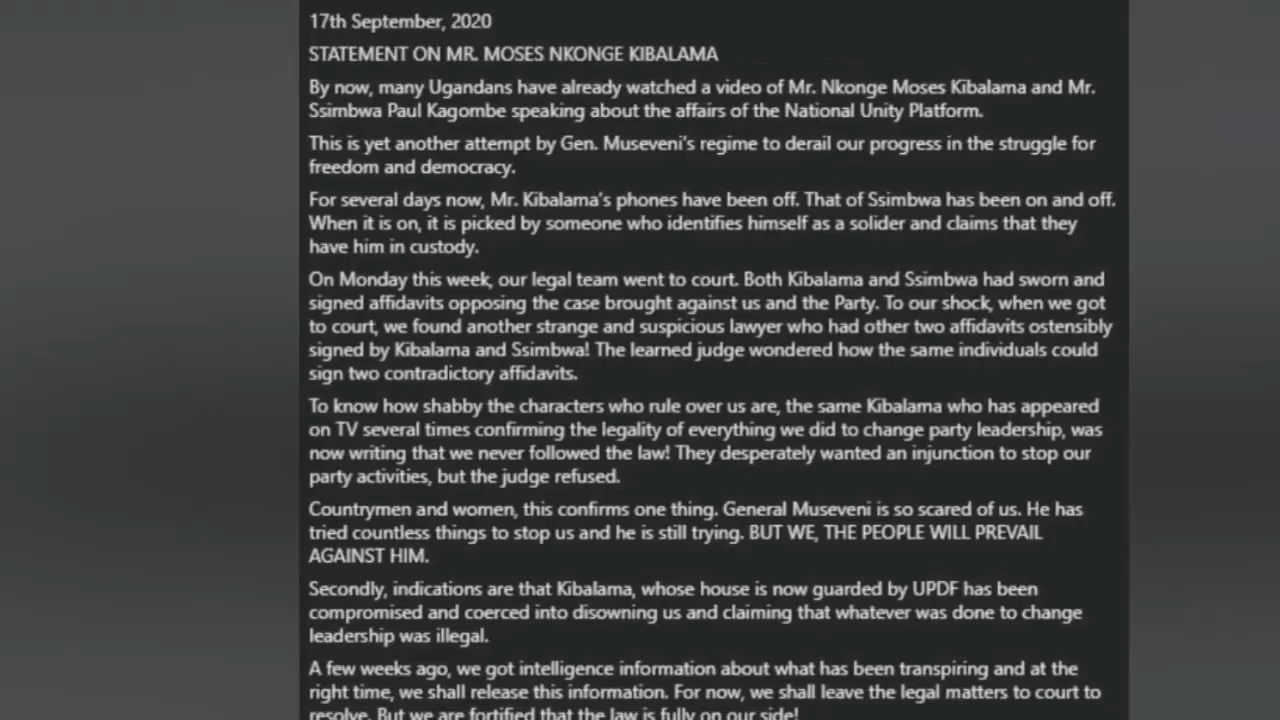 17th September, 2020
STATEMENT ON MR. MOSES NKONGE KIBALAMA
By now, many Ugandans have already watched a video of Mr. Nkonge Moses Kibalama and Mr.
Ssimbwa Paul Kagombe speaking about the affairs of the National Unity Platform.
This is yet another attempt by Gen. Museveni's regime to derail our progress in the struggle for
freedom and democracy.
For several days now, Mr. Kibalama's phones have been off. That of Ssimbwa has been on and off.
When it is on, it is picked by someone who identifies himself as a solider and claims that they
have him in custody.
On Monday this week, our legal team went to court. Both Kibalama and Ssimbwa had sworn and
signed affidavits opposing the case brought against us and the Party. To our shock, when we got
to court, we found another strange and suspicious lawyer who had other two affidavits ostensibly
signed by Kibalama and Ssimbwa! The learned judge wondered how the same individuals could
sign two contradictory affidavits.
To know how shabby the characters who rule over us are, the same Kibalama who has appeared
on TV several times confirming the legality of everything we did to change party leadership, was
now writing that we never followed the law! They desperately wanted an injunction to stop our
party activities, but the judge refused.
Countrymen and women, this confirms one thing. General Museveni is so scared of us. He has
tried countless things to stop us and he is still trying. BUT WE, THE PEOPLE WILL PREVAIL
AGAINST HIM.
Secondly, indications are that Kibalama, whose house is now guarded by UPDF has been
compromised and coerced into disowning us and claiming that whatever was done to change
leadership was illegal.
A few weeks ago, we got intelligence information about what has been transpiring and at the
right time, we shall release this information. For now, we shall leave the legal matters to court to
resolve. But we are fortified that the law is fully on our side!